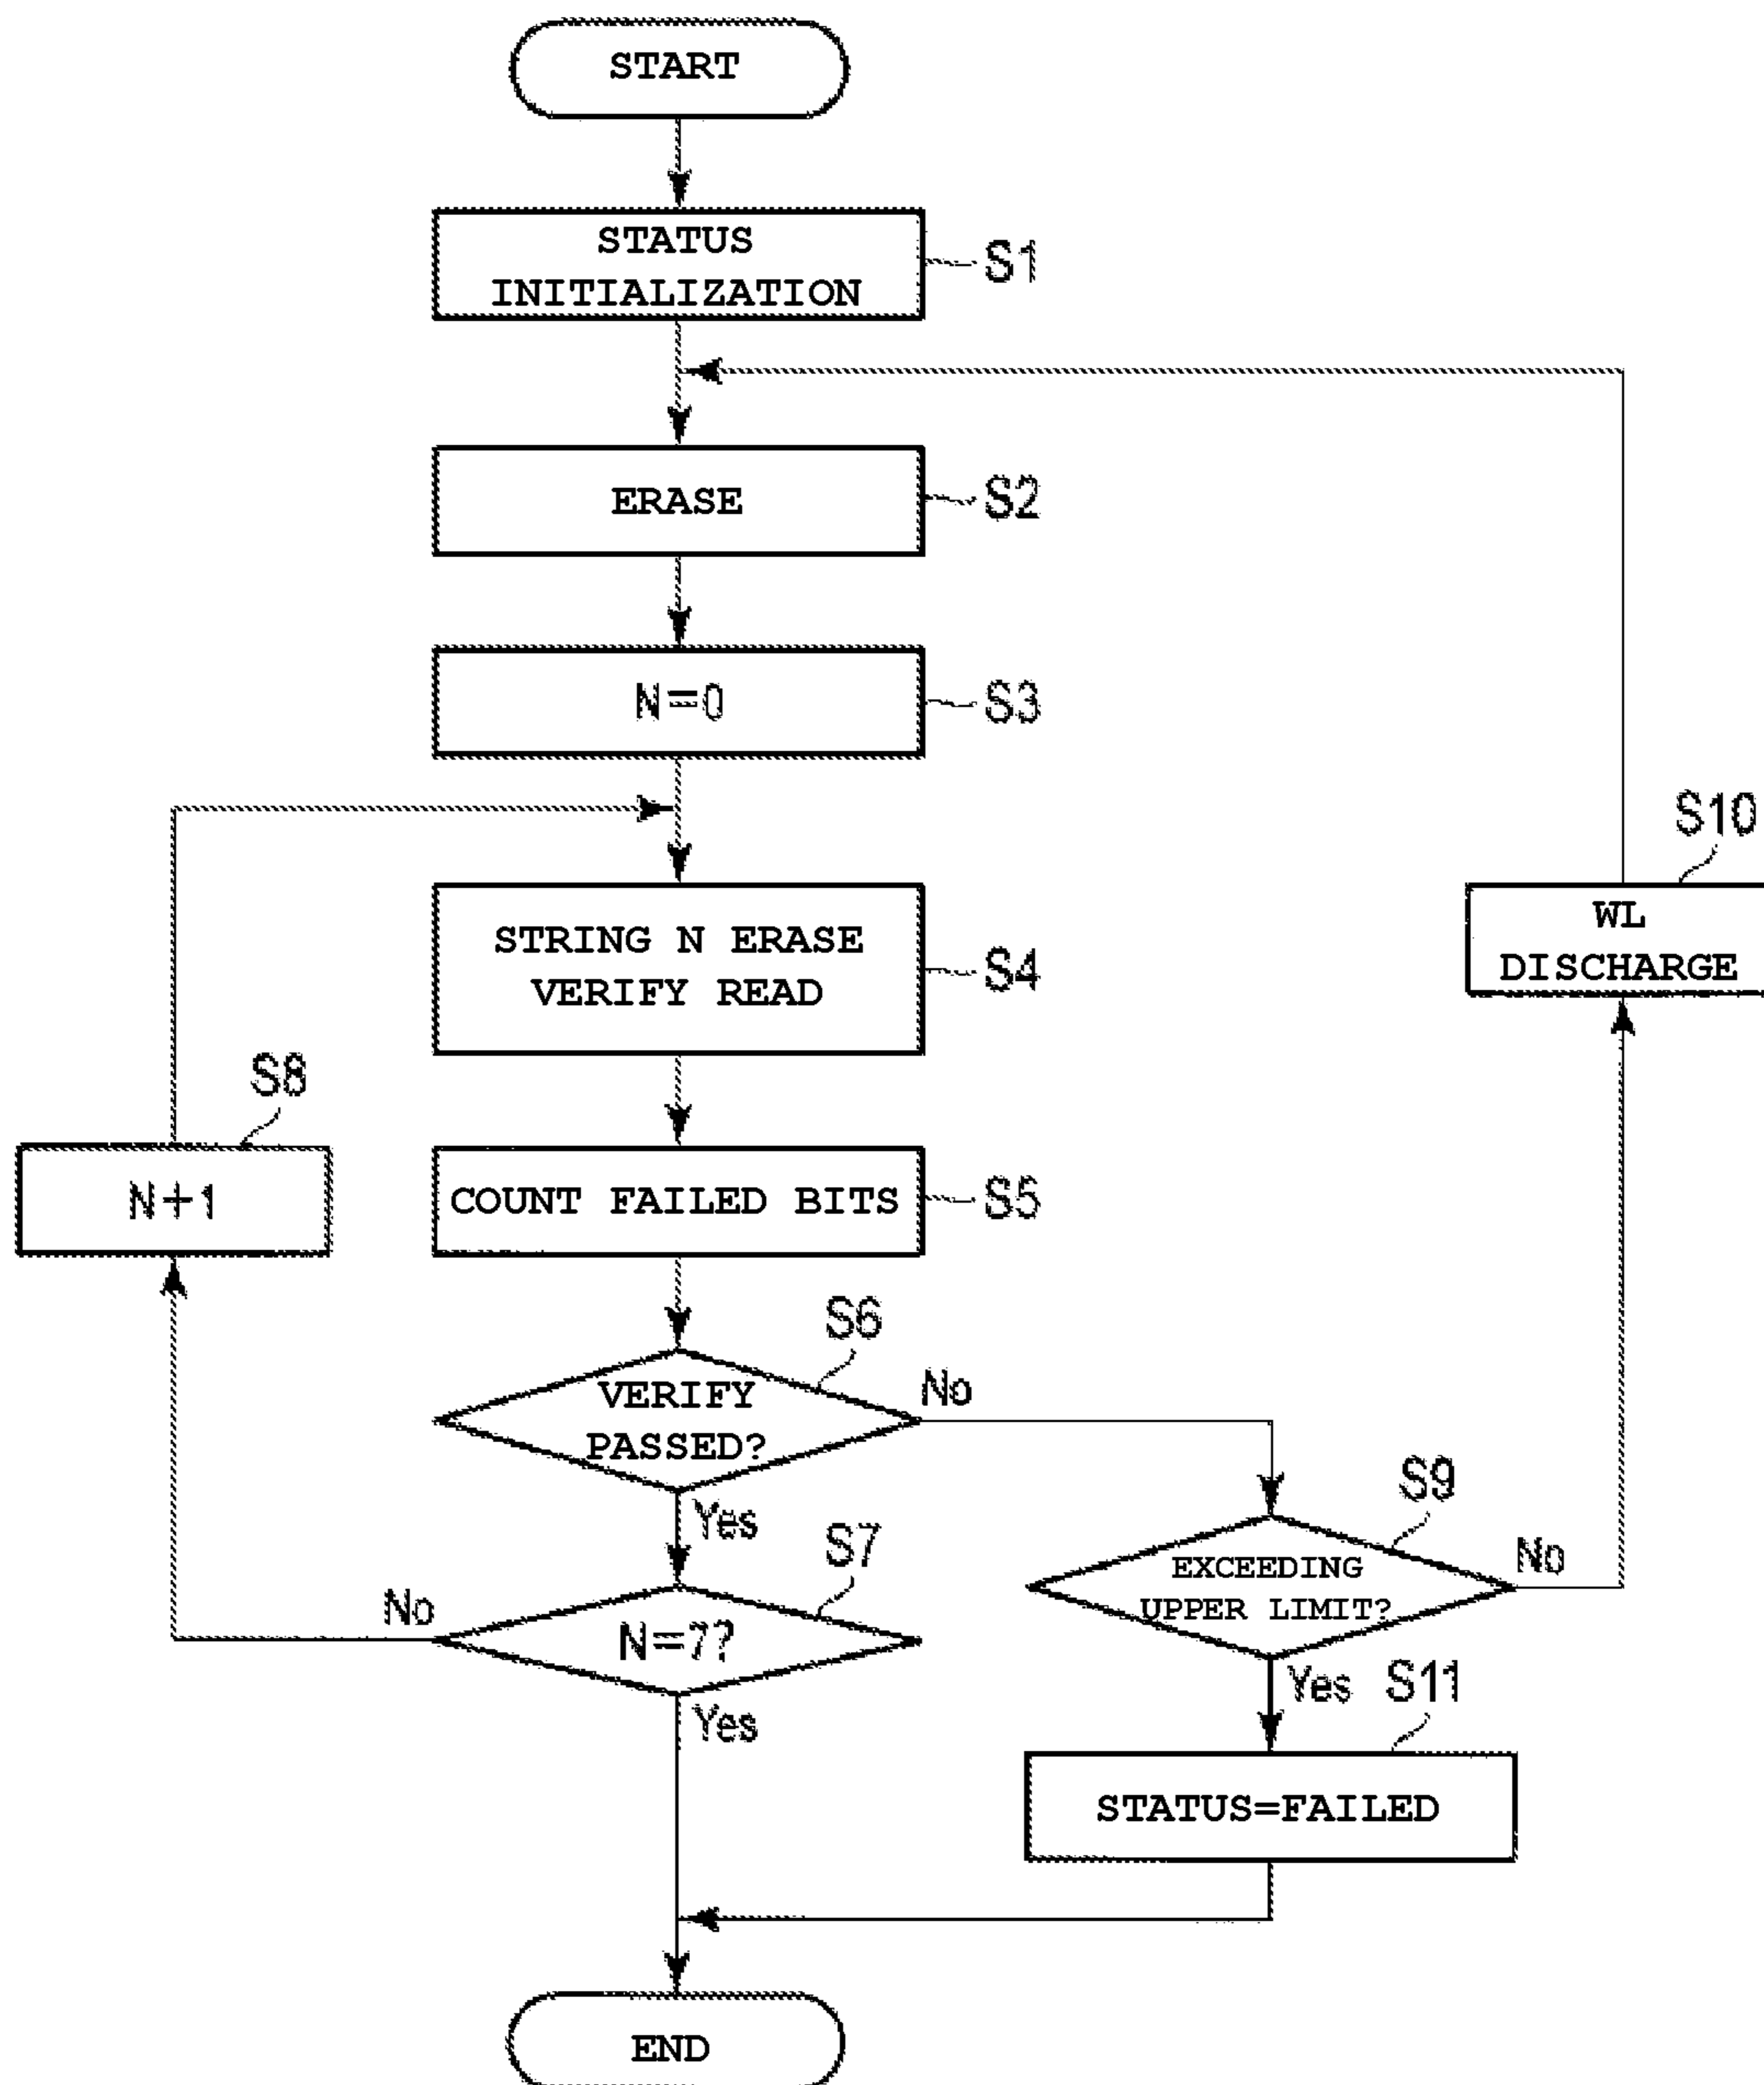 START
STATUS
INITIALIZATION
S1
ERASE
S2
N=0
S3
STRING N ERASE
VERIFY READ
S4
S10
WL
DISCHARGE
S8
N+1
COUNT FAILED BITS
S5
S6
VERIFY
PASSED?
No
Yes
S7
N=7?
No
Yes
S9
EXCEEDING
UPPER LIMIT?
No
Yes
S11
STATUS=FAILED
END